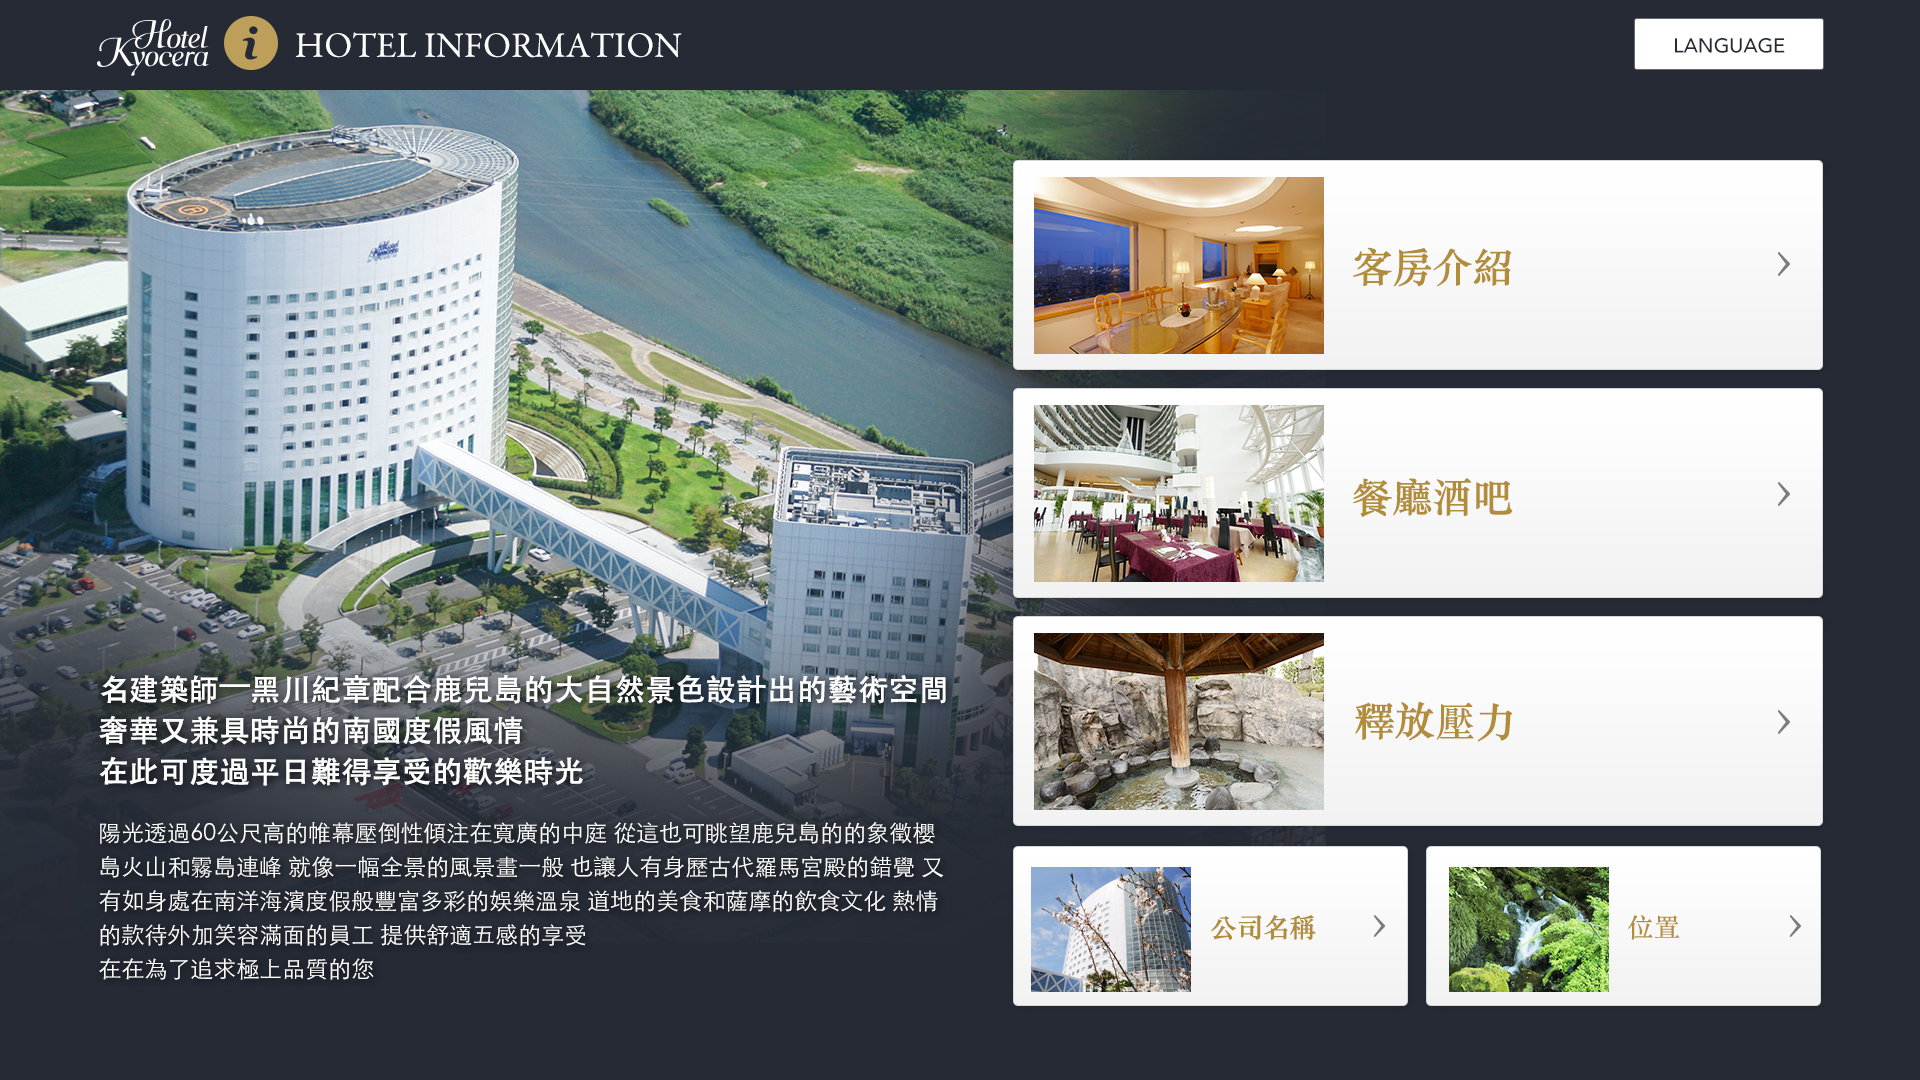 Hotel Kyocera
i
HOTEL INFORMATION
LANGUAGE
Hotel Kyocera
名建築師—黑川紀章配合鹿兒島的大自然景色設計出的藝術空間
奢華又兼具時尚的南國度假風情
在此可度過平日難得享受的歡樂時光
陽光透過60公尺高的帷幕壓倒性傾注在寬廣的中庭 從這也可眺望鹿兒島的的象徵櫻
島火山和霧島連峰 就像一幅全景的風景畫一般 也讓人有身歷古代羅馬宮殿的錯覺 又
有如身處在南洋海濱度假般豐富多彩的娛樂溫泉 道地的美食和薩摩的飲食文化 熱情
的款待外加笑容滿面的員工 提供舒適五感的享受
在在為了追求極上品質的您
客房介紹
餐廳酒吧
釋放壓力
公司名稱
位置